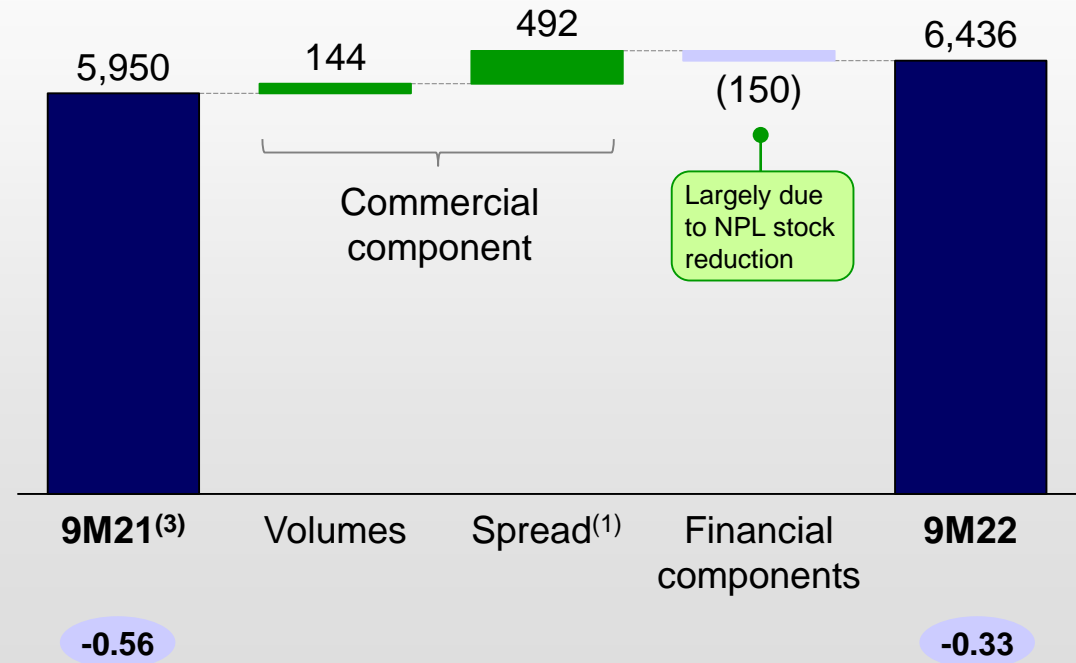 5,950
144
492
(150)
6,436
Commercial
component
Largely due
to NPL stock
reduction
9M21(3)
Volumes
Spread(1)
Financial
components
9M22
-0.56
-0.33